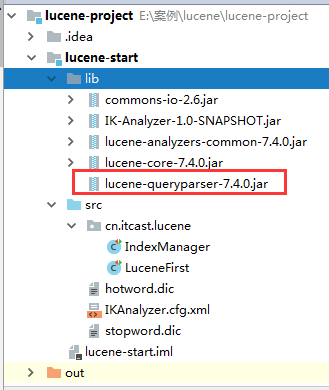 lucene-project E:\案例\lucene\lucene-project
.idea
lucene-start
lib
commons-io-2.6.jar
IK-Analyzer-1.0-SNAPSHOT.jar
lucene-analyzers-common-7.4.0.jar
lucene-core-7.4.0.jar
lucene-queryparser-7.4.0.jar
src
cn.itcast.lucene
IndexManager
LuceneFirst
hotword.dic
IKAnalyzer.cfg.xml
stopword.dic
lucene-start.iml
out